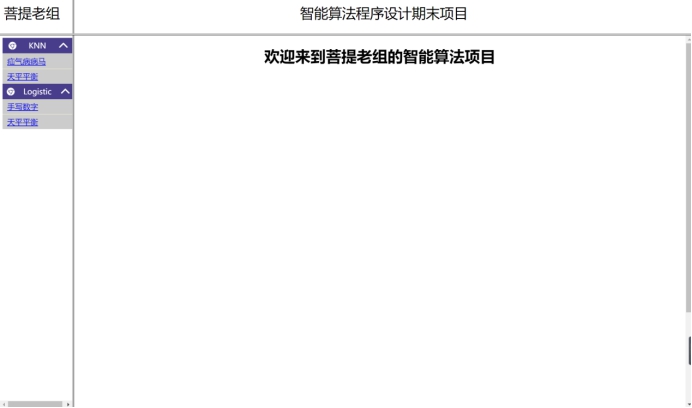 菩提老组
智能算法程序设计期末项目
KNN
疝气病病马
天平平衡
Logistic
手写数字
天平平衡
欢迎来到菩提老组的智能算法项目